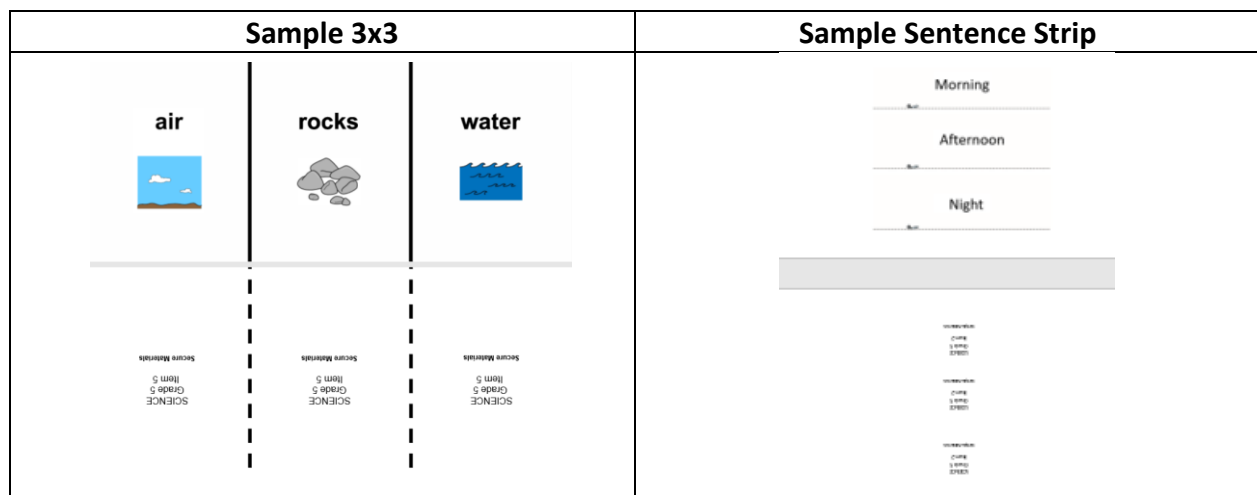 Sample 3x3
Sample Sentence Strip
air
rocks
water
SCIENCE
Grade 5
Item 5
Secure Materials
SCIENCE
Grade 5
Item 5
Secure Materials
SCIENCE
Grade 5
Item 5
Secure Materials
Morning
Afternoon
Night